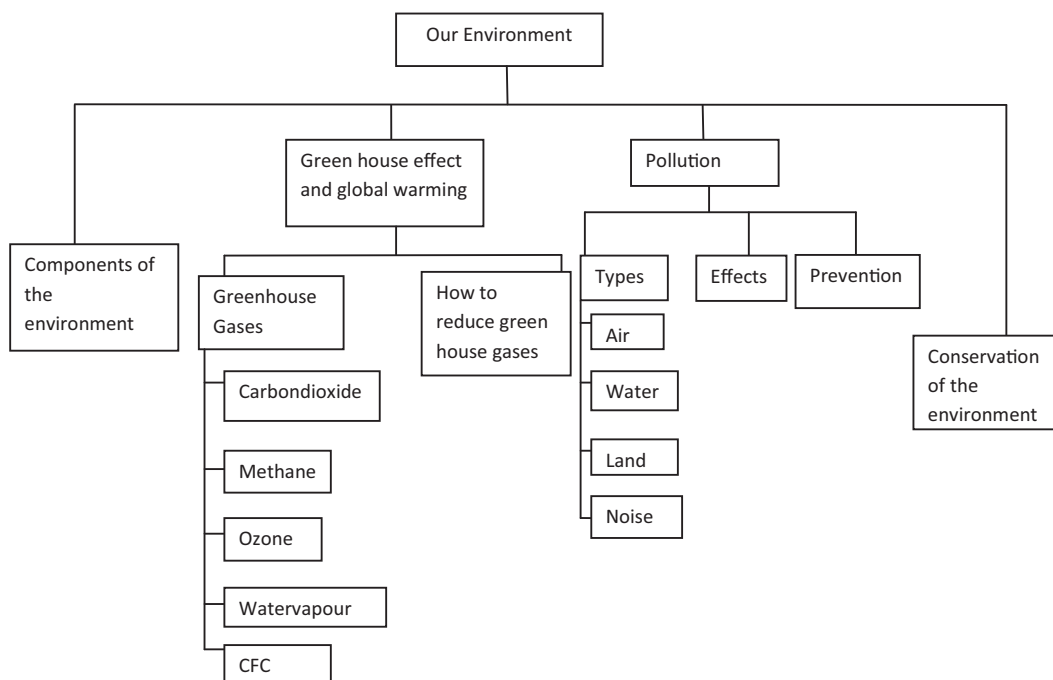 Our Environment
Green house effect
and global warming
Pollution
Components of
the
environment
Greenhouse
Gases
How to
reduce green
house gases
Types
Effects
Prevention
Air
Water
Land
Noise
Conservation
of the
environment
Carbondioxide
Methane
Ozone
Watervapour
CFC